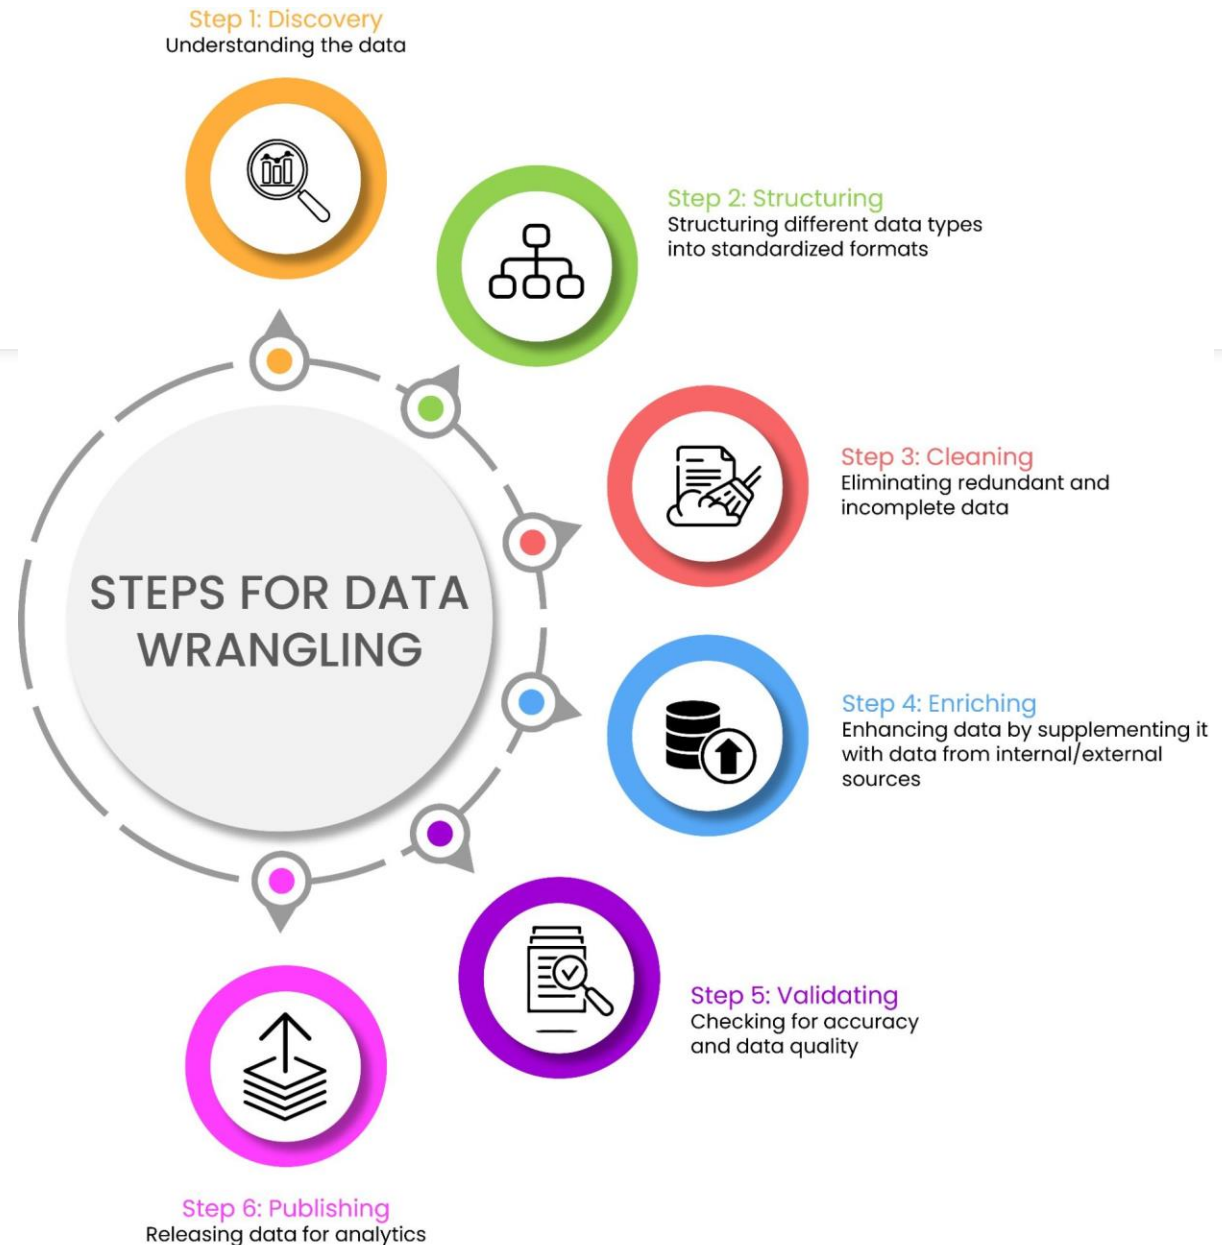 Step 1: Discovery
Understanding the data
Step 2: Structuring
Structuring different data types
into standardized formats
Step 3: Cleaning
Eliminating redundant and
incomplete data
STEPS FOR DATA
WRANGLING
Step 4: Enriching
Enhancing data by supplementing it
with data from internal/external
sources
Step 5: Validating
Checking for accuracy
and data quality
Step 6: Publishing
Releasing data for analytics